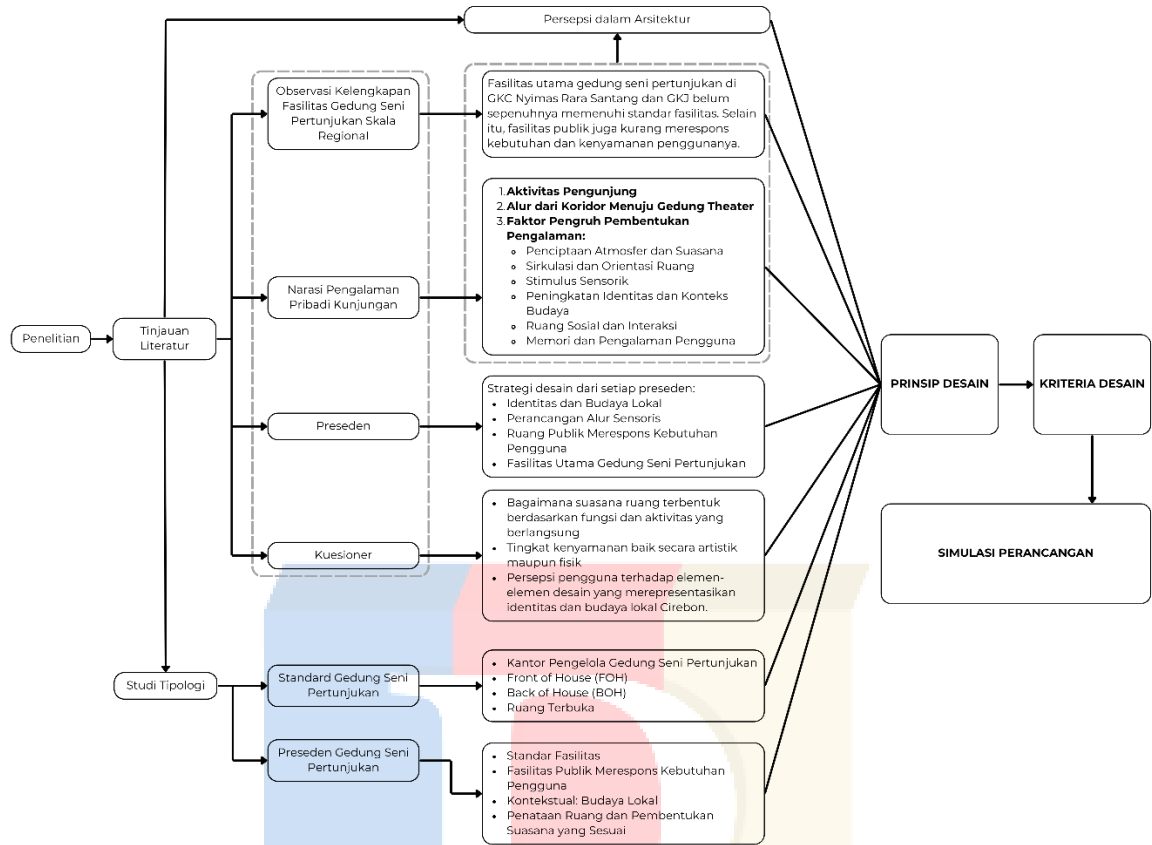 Persepsi dalam Arsitektur
Observasi Kelengkapan
Fasilitas Gedung Seni
Pertunjukan Skala
Regional
Fasilitas utama gedung seni pertunjukan di
GKC Nyimas Rara Santang dan GKJ belum
sepenuhnya memenuhi standar fasilitas. Selain
itu, fasilitas publik juga kurang merespons
kebutuhan dan kenyamanan penggunanya.
1. Aktivitas Pengunjung
2. Alur dari Koridor Menuju Gedung Theater
3. Faktor Pengruh Pembentukan
Pengalaman:
Penciptaan Atmosfer dan Suasana
Sirkulasi dan Orientasi Ruang
Stimulus Sensorik
Peningkatan Identitas dan Konteks
Budaya
Ruang Sosial dan Interaksi
Memori dan Pengalaman Pengguna
Narasi Pengalaman
Pribadi Kunjungan
Penelitian
Tinjauan
Literatur
PRINSIP DESAIN
KRITERIA DESAIN
Strategi desain dari setiap preseden:
• Identitas dan Budaya Lokal
• Perancangan Alur Sensoris
• Ruang Publik Merespons Kebutuhan
Pengguna
• Fasilitas Utama Gedung Seni Pertunjukan
Preseden
• Bagaimana suasana ruang terbentuk
berdasarkan fungsi dan aktivitas yang
berlangsung
• Tingkat kenyamanan baik secara artistik
maupun fisik
• Persepsi pengguna terhadap elemen-
elemen desain yang merepresentasikan
identitas dan budaya lokal Cirebon.
Kuesioner
SIMULASI PERANCANGAN
Studi Tipologi
Standard Gedung Seni
Pertunjukan
• Kantor Pengelola Gedung Seni Pertunjukan
• Front of House (FOH)
• Back of House (BOH)
• Ruang Terbuka
Preseden Gedung Seni
Pertunjukan
• Standar Fasilitas
• Fasilitas Publik Merespons Kebutuhan
Pengguna
• Kontekstual: Budaya Lokal
• Penataan Ruang dan Pembentukan
Suasana yang Sesuai